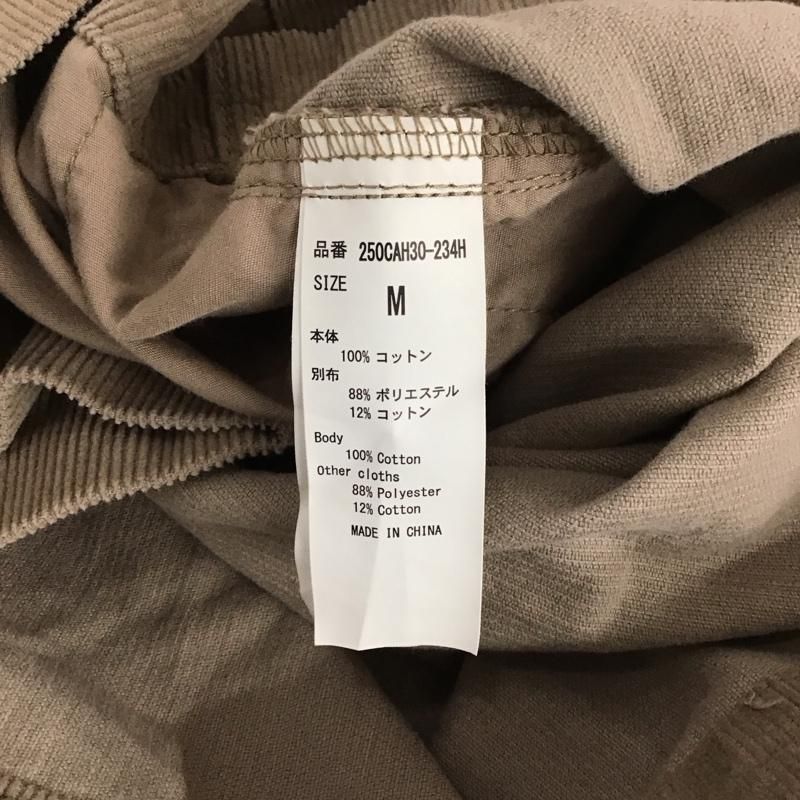 品番 250CAH30-234H
SIZE M
本体
100% コットン
別布
88% ポリエステル
12% コットン
Body
100% Cotton
Other cloths
88% Polyester
12% Cotton
MADE IN CHINA